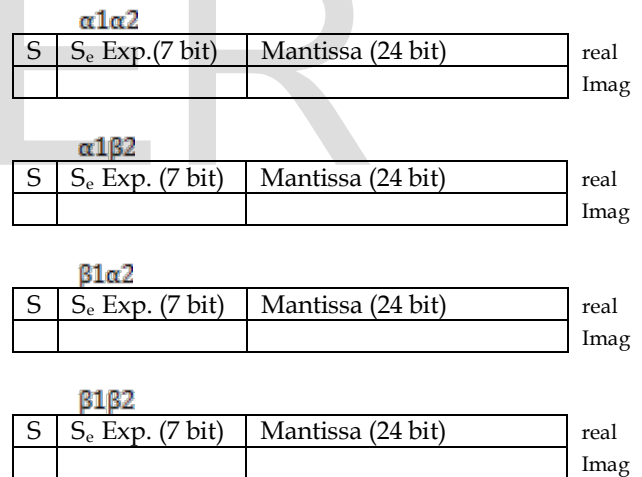 ER
α1α2
S Sₑ Exp.(7 bit) Mantissa (24 bit) real
Imag
α1β2
S Sₑ Exp. (7 bit) Mantissa (24 bit) real
Imag
β1α2
S Sₑ Exp. (7 bit) Mantissa (24 bit) real
Imag
β1β2
S Sₑ Exp. (7 bit) Mantissa (24 bit) real
Imag